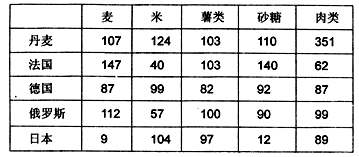 麦 米 薯类 砂糖 肉类
丹麦 107 124 103 110 351
法国 147 40 103 140 62
德国 87 99 82 92 87
俄罗斯 112 57 100 90 99
日本 9 104 97 12 89